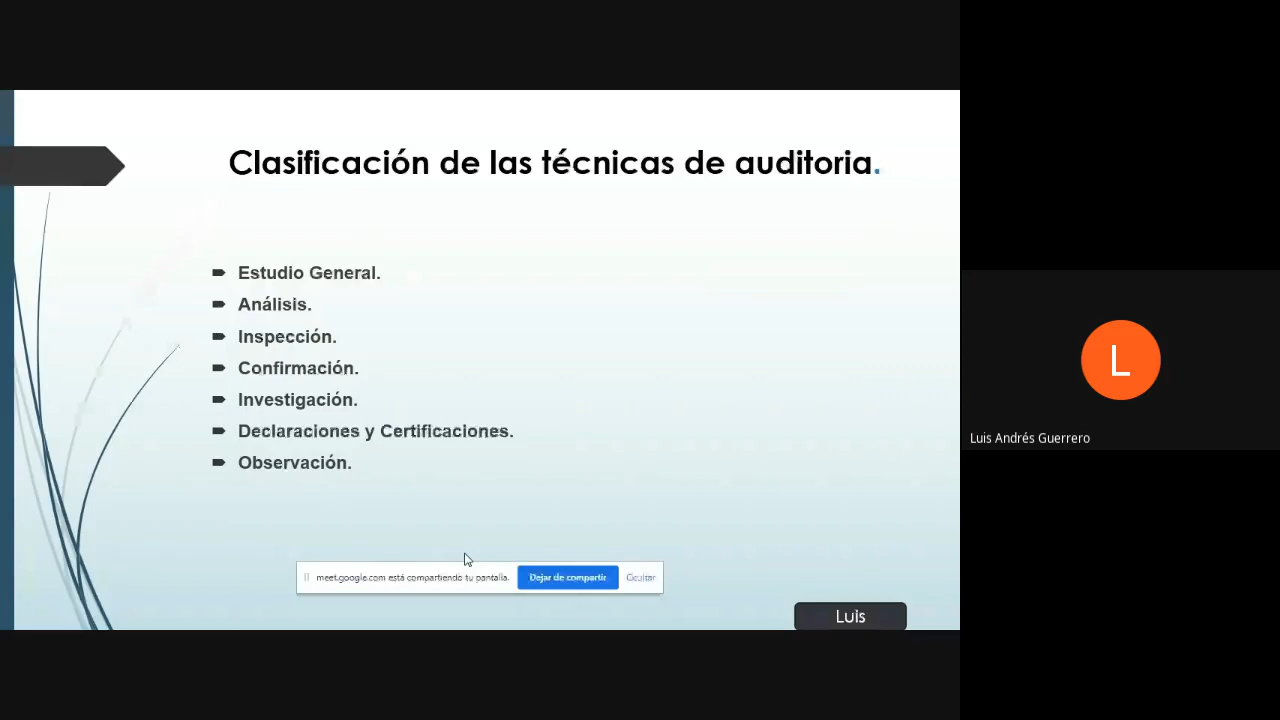 Clasificación de las técnicas de auditoria.
Estudio General.
Análisis.
Inspección.
Confirmación.
Investigación.
Declaraciones y Certificaciones.
Observación.
meet.google.com está compartiendo tu pantalla. Dejar de compartir Ocultar
Luis
L
Luis Andrés Guerrero